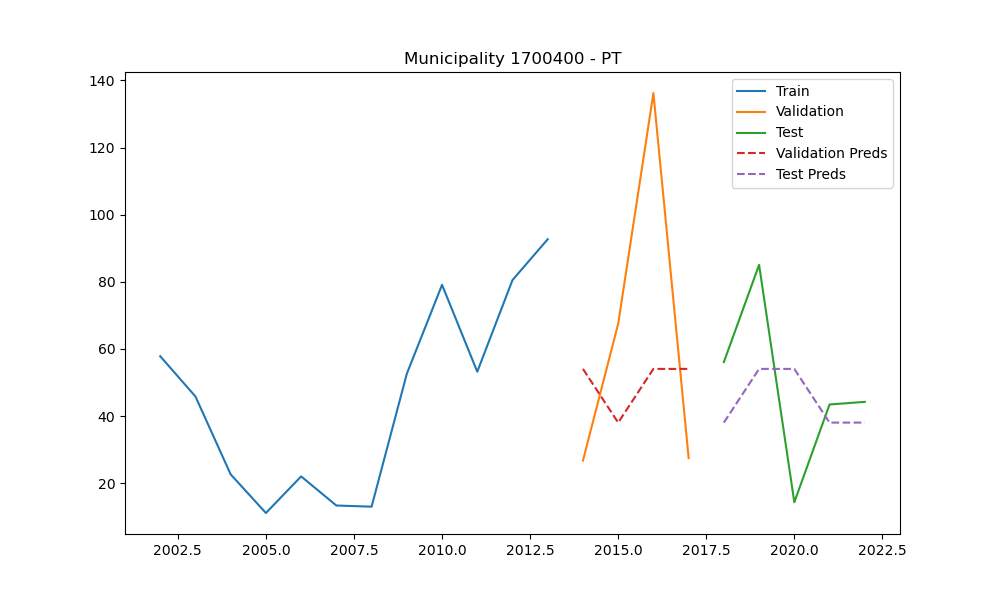 Municipality 1700400 - PT
140
120
100
80
60
40
20
2002.5 2005.0 2007.5 2010.0 2012.5 2015.0 2017.5 2020.0 2022.5
Train
Validation
Test
Validation Preds
Test Preds